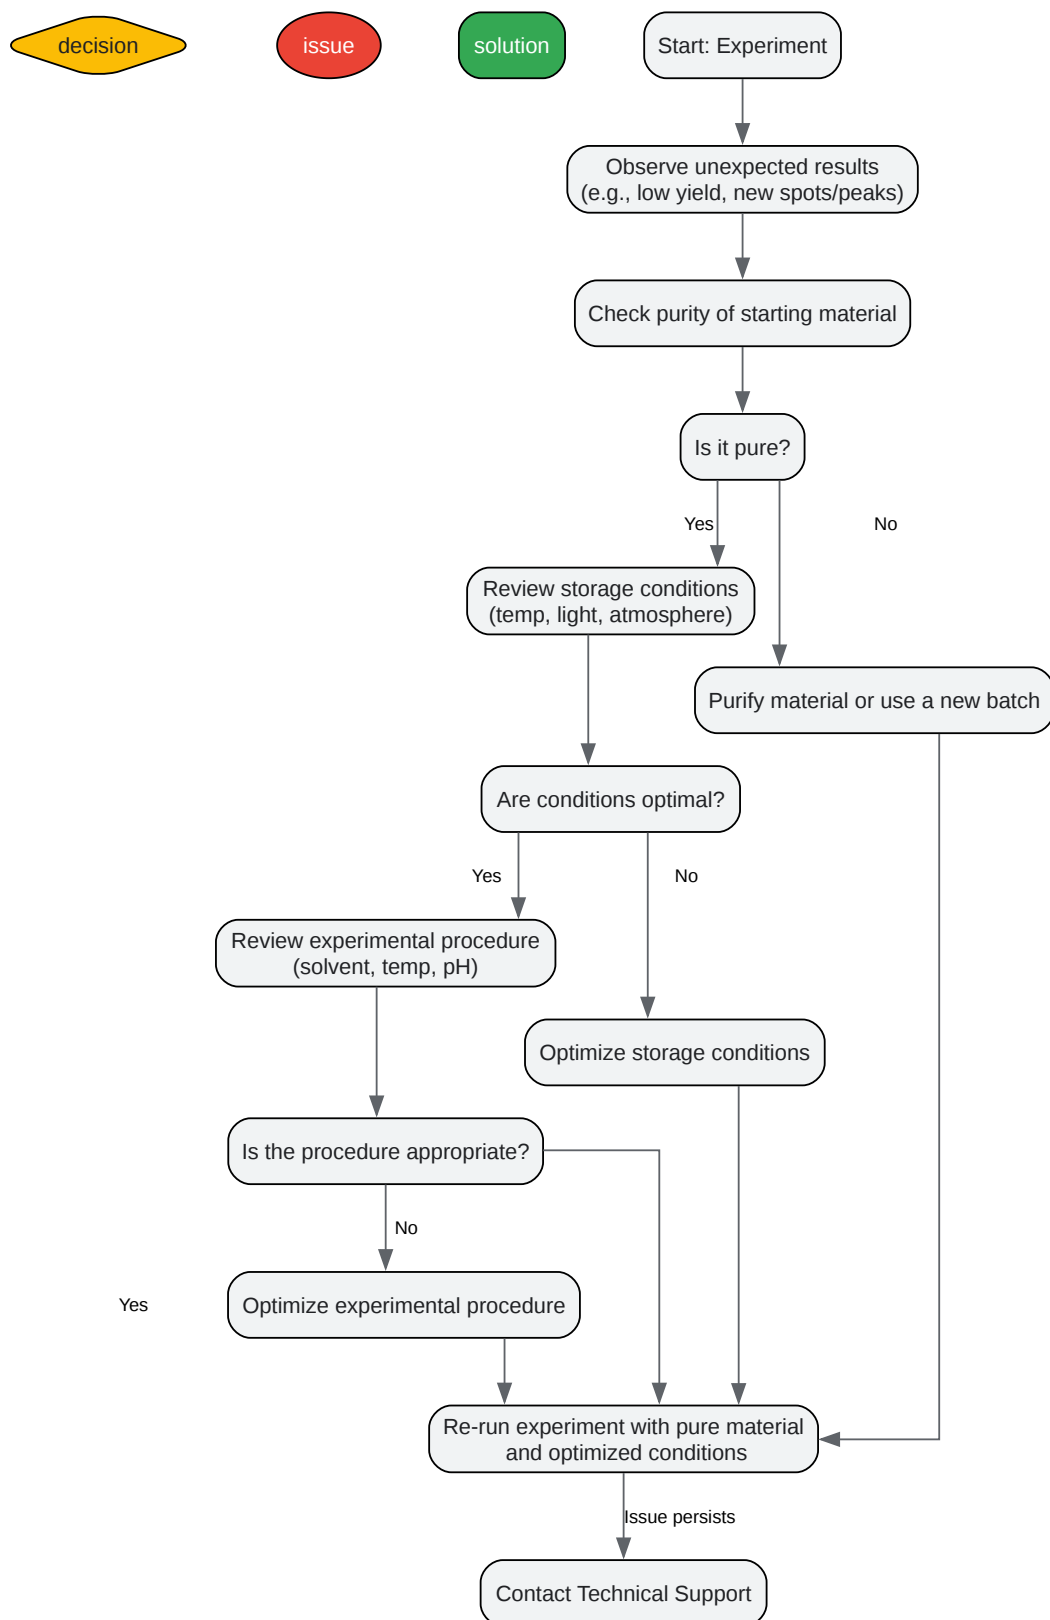 decision
issue
solution
Start: Experiment
Observe unexpected results
(e.g., low yield, new spots/peaks)
Check purity of starting material
Is it pure?
Yes
No
Review storage conditions
(temp, light, atmosphere)
Purify material or use a new batch
Are conditions optimal?
Yes
No
Review experimental procedure
(solvent, temp, pH)
Optimize storage conditions
Is the procedure appropriate?
No
Yes
Optimize experimental procedure
Re-run experiment with pure material
and optimized conditions
Issue persists
Contact Technical Support